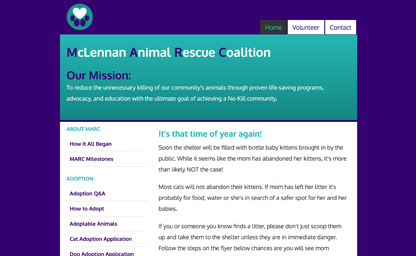 Home Volunteer Contact
McLennan Animal Rescue Coalition
Our Mission:
To reduce the unnecessary killing of our community's animals through proven life-saving programs,
advocacy, and education with the ultimate goal of achieving a No-Kill community.
ABOUT MARC
How It All Began
MARC Milestones
ADOPTION
Adoption Q&A
How to Adopt
Adoptable Animals
Cat Adoption Application
Dog Adoption Application
It's that time of year again!
Soon the shelter will be filled with bottle baby kittens brought in by the
public. While it seems like the mom has abandoned her kittens, it's more
than likely NOT the case!
Most cats will not abandon their kittens. If mom has left her litter it's
probably for food, water or she's in search of a safer spot for her and her
babies.
If you or someone you know finds a litter, please don't just scoop them
up and take them to the shelter unless they are in immediate danger.
Follow the steps on the flyer below chances are you will see mom